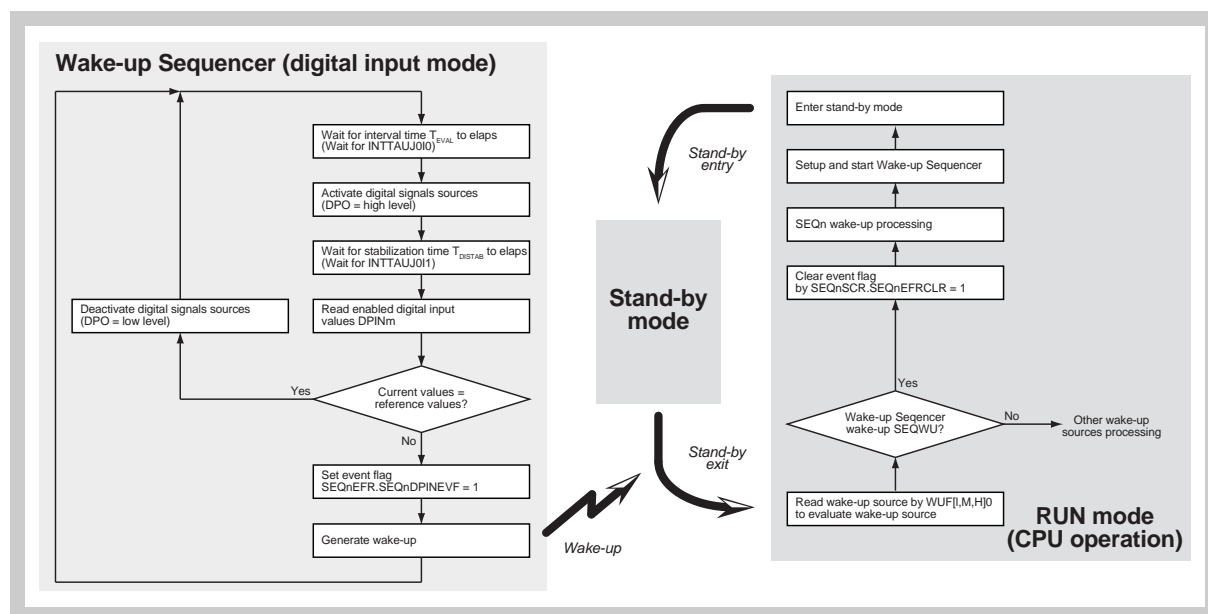 Wake-up Sequencer (digital input mode)
Wait for interval time TEVAL to elaps
(Wait for INTTAUJ0I0)
Activate digital signals sources
(DPO = high level)
Wait for stabilization time TDISTAB to elaps
(Wait for INTTAUJ0I1)
Deactivate digital signals sources
(DPO = low level)
Read enabled digital input
values DPINm
Yes
Current values =
reference values?
No
Set event flag
SEQnEFR.SEQnDPINEVF = 1
Generate wake-up
Wake-up
Stand-by
entry
Stand-by
mode
Stand-by
exit
Enter stand-by mode
Setup and start Wake-up Sequencer
SEQn wake-up processing
Clear event flag
by SEQnSCR.SEQnEFRCLR = 1
Yes
Wake-up Seqencer
wake-up SEQWU?
No
Other wake-up
sources processing
Read wake-up source by WUF[l,M,H]0
to evaluate wake-up source
RUN mode
(CPU operation)